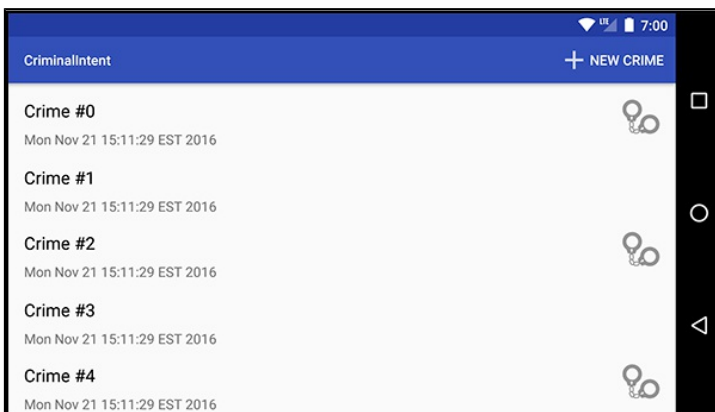 LTE 7:00
CriminalIntent + NEW CRIME
Crime #0
Mon Nov 21 15:11:29 EST 2016
Crime #1
Mon Nov 21 15:11:29 EST 2016
Crime #2
Mon Nov 21 15:11:29 EST 2016
Crime #3
Mon Nov 21 15:11:29 EST 2016
Crime #4
Mon Nov 21 15:11:29 EST 2016